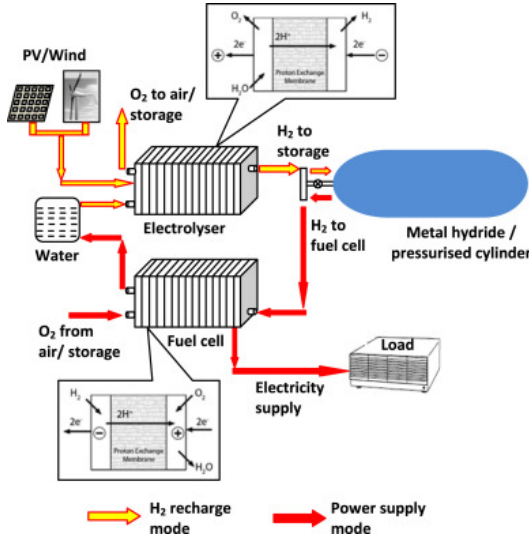 PV/Wind
O₂ to air/
storage
O₂
H₂
2H⁺
2e⁻
+
2e⁻
−
H₂O
Proton Exchange
Membrane
H₂ to
storage
Electrolyser
Water
H₂ to
fuel cell
Metal hydride /
pressurised cylinder
O₂ from
air/ storage
Fuel cell
Load
Electricity
supply
H₂
O₂
2H⁺
2e⁻
−
+
2e⁻
Proton Exchange
Membrane
H₂O
H₂ recharge
mode
Power supply
mode